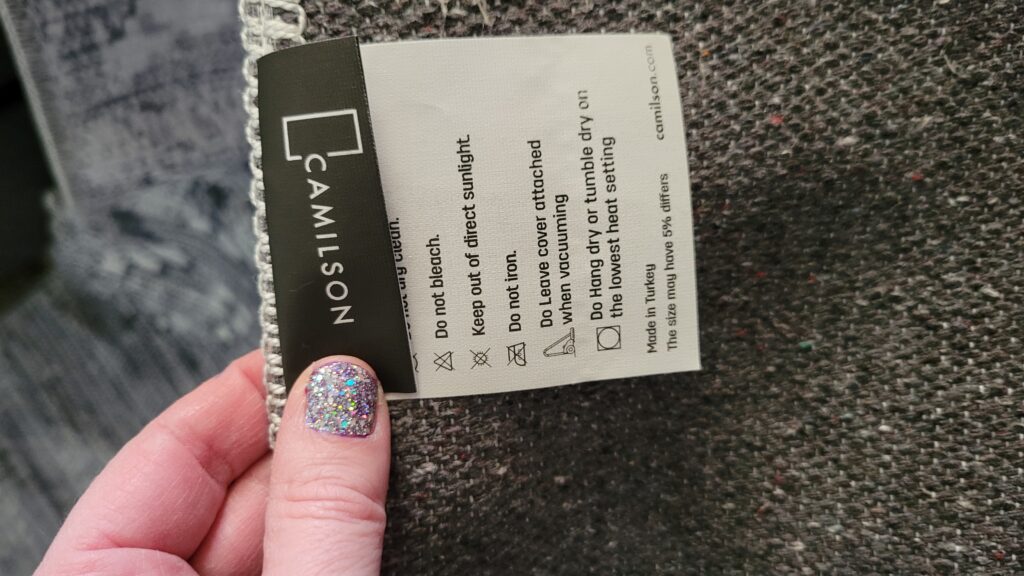 CAMILSON
dry clean.
Do not bleach.
Keep out of direct sunlight.
Do not Iron.
Do Leave cover attached
when vacuuming
Do Hang dry or tumble dry on
the lowest heat setting
Made in Turkey
The size may have 5% differs
camilson.com